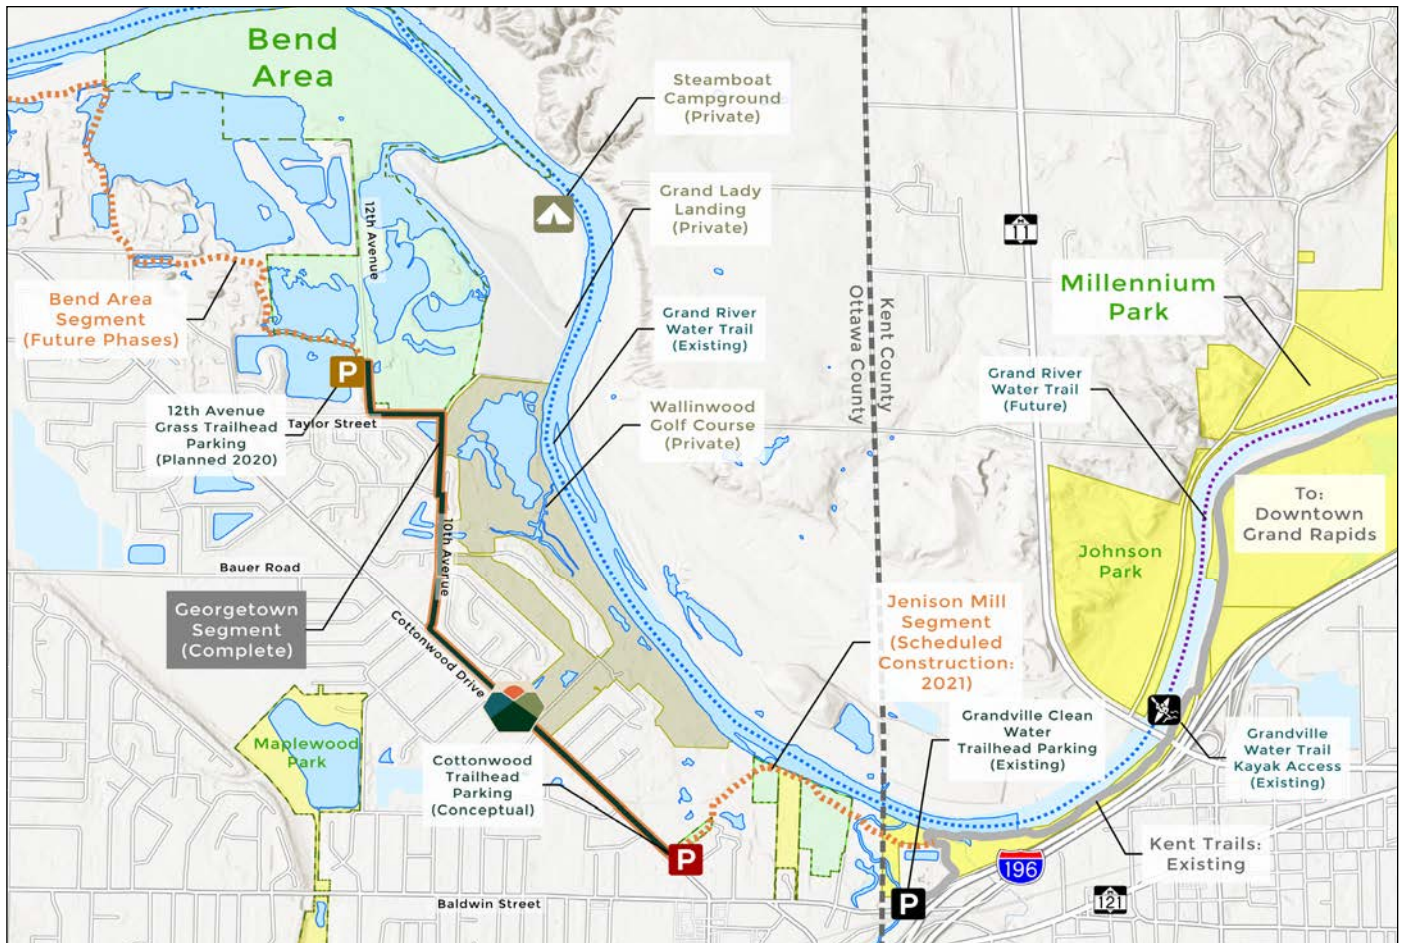 Bend
Area
Steamboat
Campground
(Private)
Grand Lady
Landing
(Private)
12th Avenue
M
11
Millennium
Park
Bend Area
Segment
(Future Phases)
Grand River
Water Trail
(Existing)
Ottawa County
Kent County
Grand River
Water Trail
(Future)
P
Wallinwood
Golf Course
(Private)
12th Avenue
Grass Trailhead
Parking
(Planned 2020)
Taylor Street
To:
Downtown
Grand Rapids
10th Averue
Johnson
Park
Bauer Road
Georgetown
Segment
(Complete)
Cottonwood Drive
Jenison Mill
Segment
(Scheduled
Construction:
2021)
Maplewood
Park
Grandville Clean
Water
Trailhead Parking
(Existing)
Grandville
Water Trail
Kayak Access
(Existing)
Cottonwood
Trailhead
Parking
(Conceptual)
P
Kent Trails:
Existing
196
Baldwin Street
P
M
121